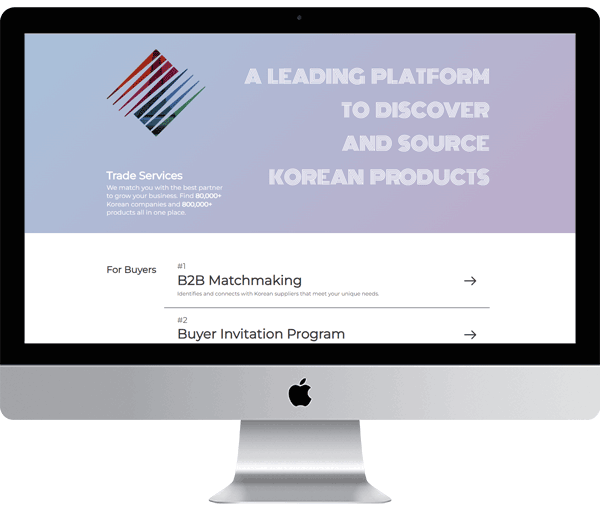 A LEADING PLATFORM
TO DISCOVER
AND SOURCE
KOREAN PRODUCTS
Trade Services
We match you with the best partner
to grow your business. Find 80,000+
Korean companies and 800,000+
products all in one place.
For Buyers
#1
B2B Matchmaking
Identifies and connects with Korean suppliers that meet your unique needs.
#2
Buyer Invitation Program